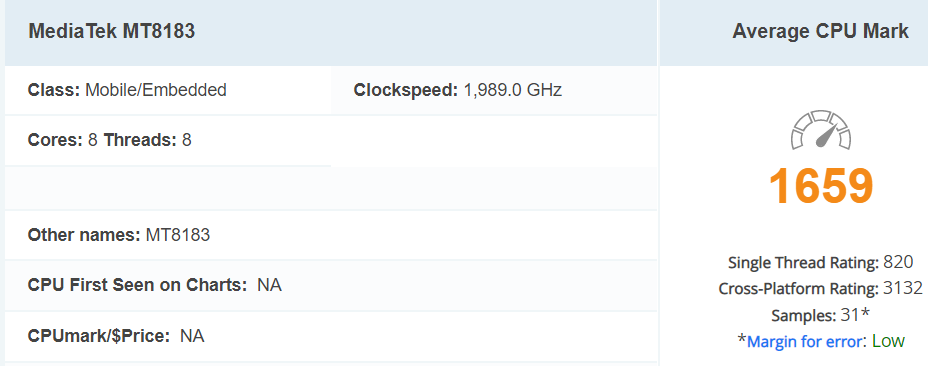 MediaTek MT8183
Average CPU Mark
Class: Mobile/Embedded
Clockspeed: 1,989.0 GHz
Cores: 8 Threads: 8
Other names: MT8183
CPU First Seen on Charts: NA
CPUmark/$Price: NA
1659
Single Thread Rating: 820
Cross-Platform Rating: 3132
Samples: 31*
*Margin for error: Low